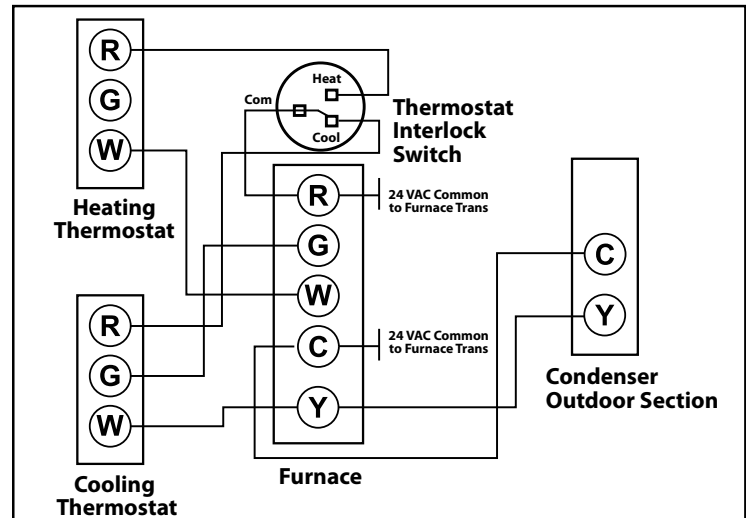 R
G
W
Heating
Thermostat
Heat
Com
Cool
Thermostat
Interlock
Switch
R
24 VAC Common
to Furnace Trans
G
W
C
24 VAC Common
to Furnace Trans
Y
Furnace
R
G
W
Cooling
Thermostat
C
Y
Condenser
Outdoor Section